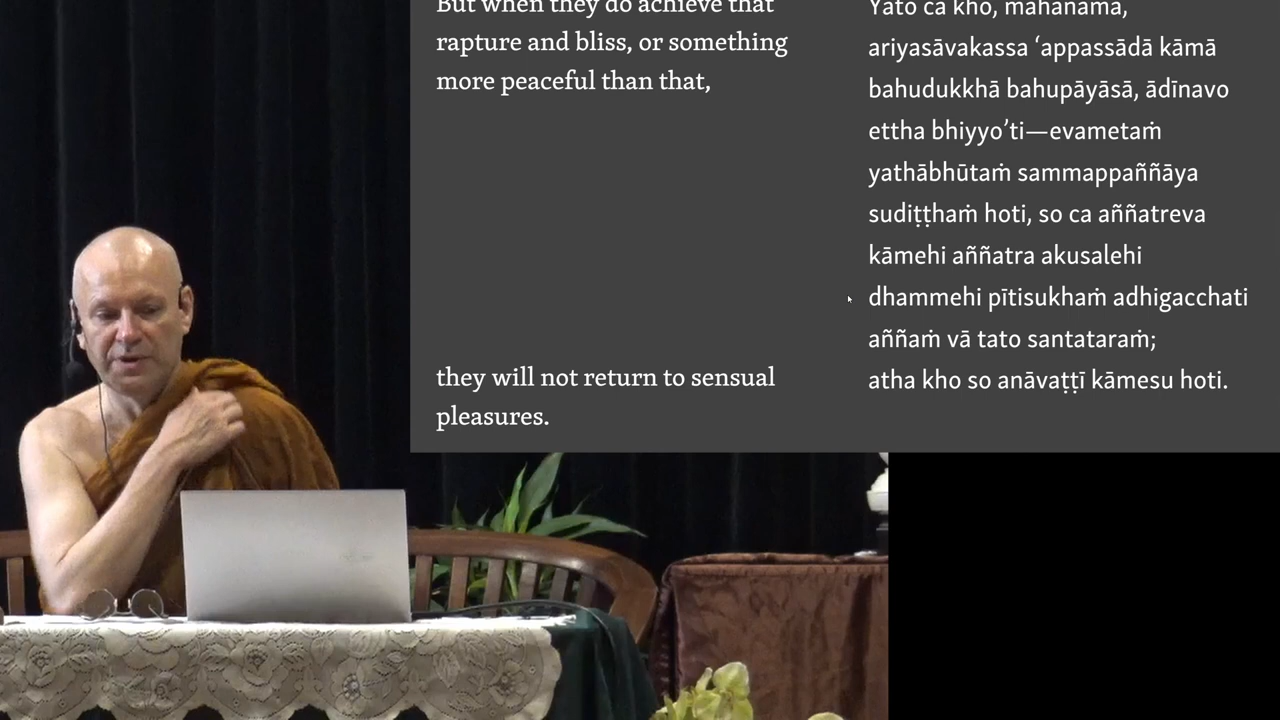 But when they do achieve that
rapture and bliss, or something
more peaceful than that,
they will not return to sensual
pleasures.
Yato ca kho, mahānāma,
ariyasāvakassa ‘appassādā kāmā
bahudukkhā bahupāyāsā, ādīnavo
ettha bhiyyo’ti—evametaṁ
yathābhūtaṁ sammappaññāya
sudiṭṭhaṁ hoti, so ca aññatreva
kāmehi aññatra akusalehi
dhammehi pītisukhaṁ adhigacchati
aññaṁ vā tato santataraṁ;
atha kho so anāvaṭṭī kāmesu hoti.